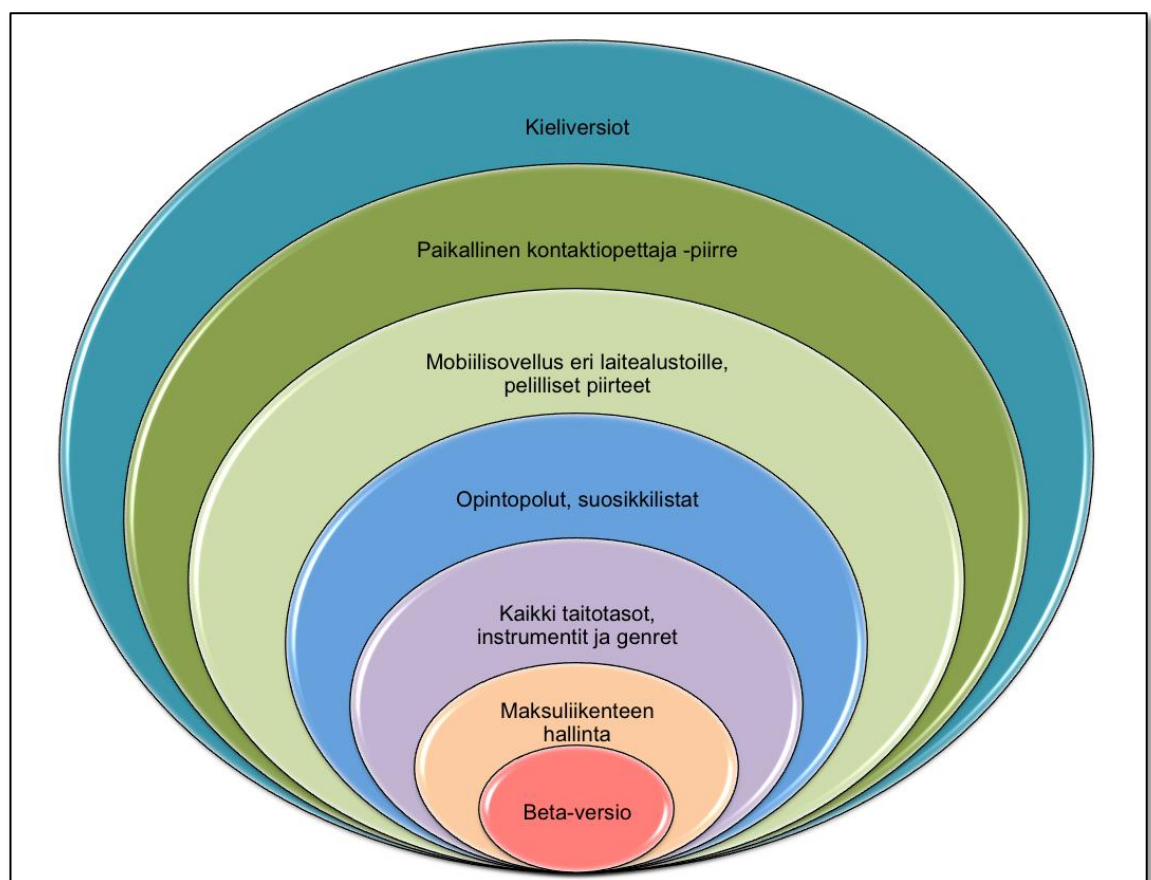 Kieliversiot
Paikallinen kontaktiopettaja -piirre
Mobiilisovellus eri laitealustoille,
pelilliset piirteet
Opintopolut, suosikkilistat
Kaikki taitotasot,
instrumentit ja genret
Maksuliikenteen
hallinta
Beta-versio